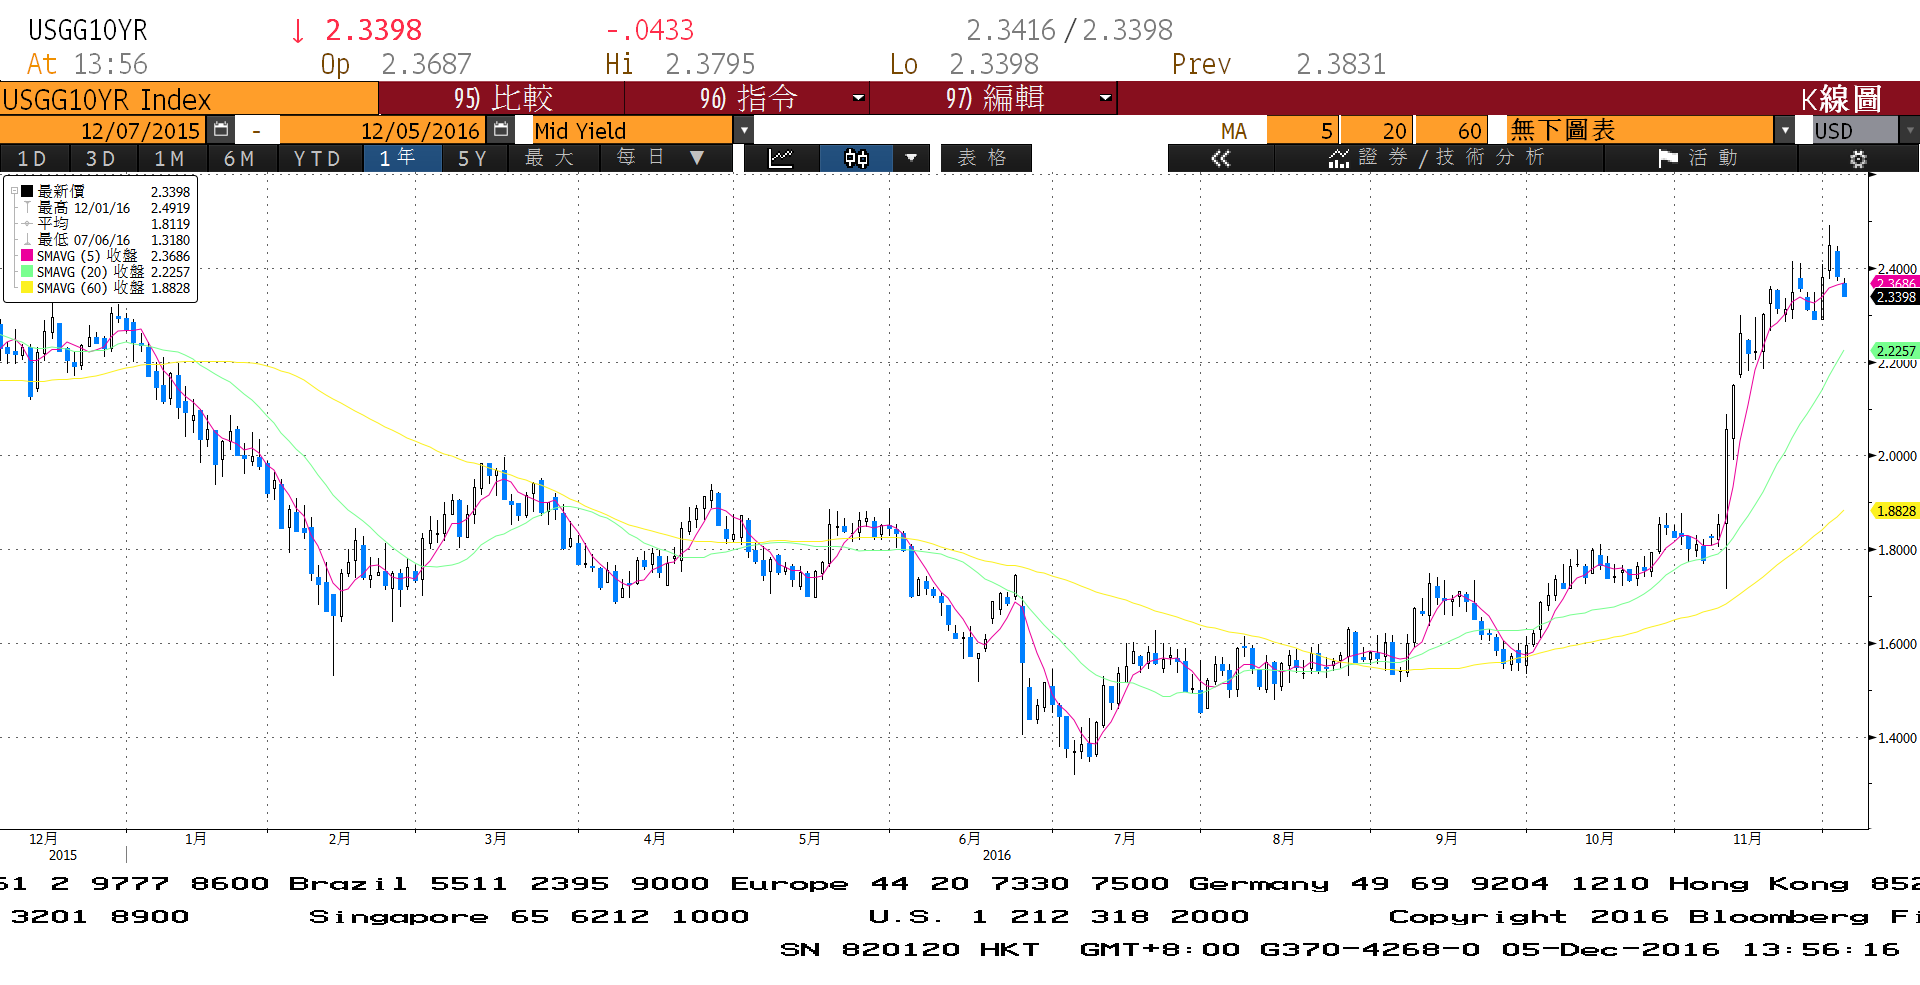 USGG10YR ↓ 2.3398 -.0433 2.3416/2.3398
At 13:56 Op 2.3687 Hi 2.3795 Lo 2.3398 Prev 2.3831
USGG10YR Index 95) 比較 96) 指令 97) 編輯 K線圖
12/07/2015 - 12/05/2016 Mid Yield MA 5 20 60 無下圖表 USD
1D 3D 1M 6M YTD 1年 5Y 最大 每日 ▼ 表格 « 證券/技術分析 活動
最新價 2.3398
最高 12/01/16 2.4919
平均 1.8119
最低 07/06/16 1.3180
SMAVG (5) 收盤 2.3686
SMAVG (20) 收盤 2.2257
SMAVG (60) 收盤 1.8828
2.4000
2.3686
2.3398
2.2257
2.2000
2.0000
1.8828
1.8000
1.6000
1.4000
12月 1月 2月 3月 4月 5月 6月 7月 8月 9月 10月 11月
2015 2016
61 2 9777 8600 Brazil 5511 2395 9000 Europe 44 20 7330 7500 Germany 49 69 9204 1210 Hong Kong 852
3201 8900 Singapore 65 6212 1000 U.S. 1 212 318 2000 Copyright 2016 Bloomberg Fi
SN 820120 HKT GMT+8:00 G370-4268-0 05-Dec-2016 13:56:16